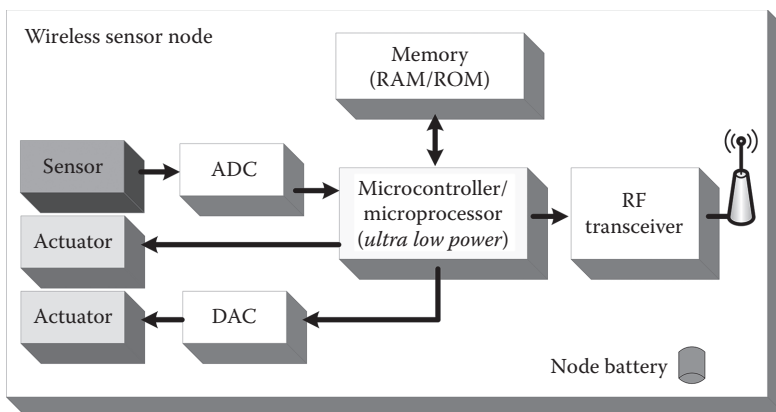 Wireless sensor node
Memory
(RAM/ROM)
Sensor
ADC
Microcontroller/
microprocessor
(ultra low power)
RF
transceiver
Actuator
Actuator
DAC
Node battery